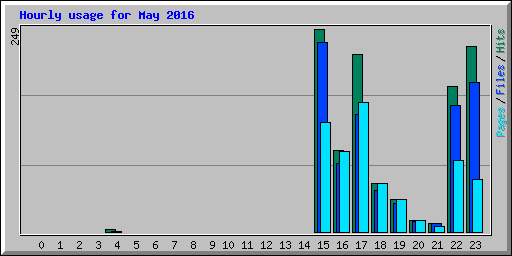 Hourly usage for May 2016
249
Pages/Files/Hits
0 1 2 3 4 5 6 7 8 9 10 11 12 13 14 15 16 17 18 19 20 21 22 23